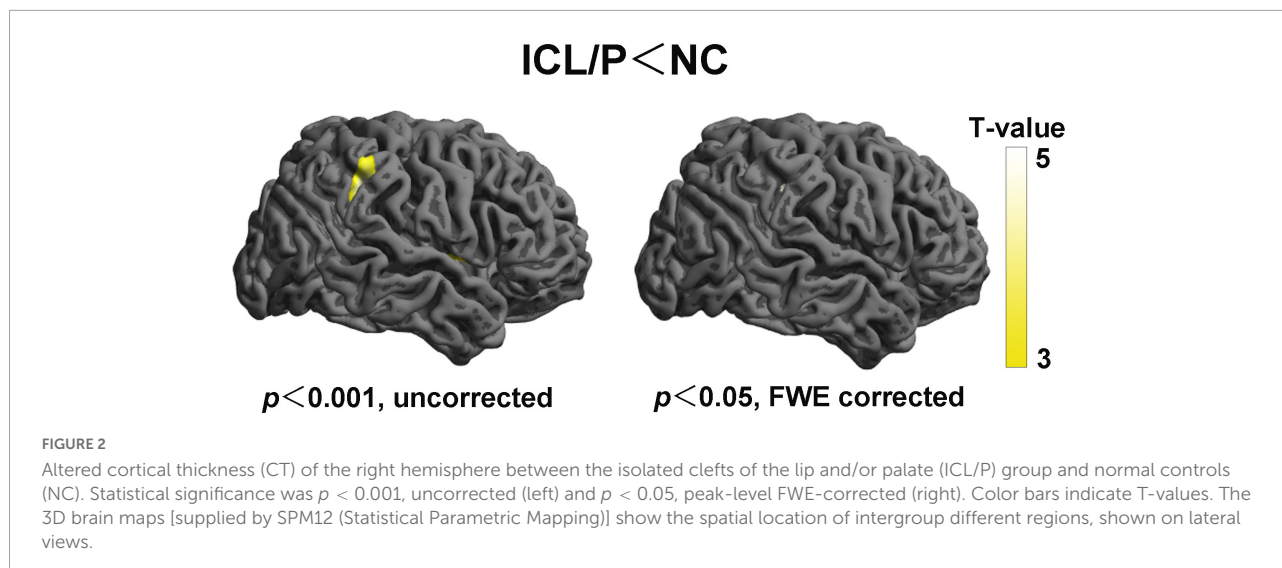 ICL/P<NC
T-value
5
3
p<0.001, uncorrected
p<0.05, FWE corrected
FIGURE 2
Altered cortical thickness (CT) of the right hemisphere between the isolated clefts of the lip and/or palate (ICL/P) group and normal controls
(NC). Statistical significance was p < 0.001, uncorrected (left) and p < 0.05, peak-level FWE-corrected (right). Color bars indicate T-values. The
3D brain maps [supplied by SPM12 (Statistical Parametric Mapping)] show the spatial location of intergroup different regions, shown on lateral
views.